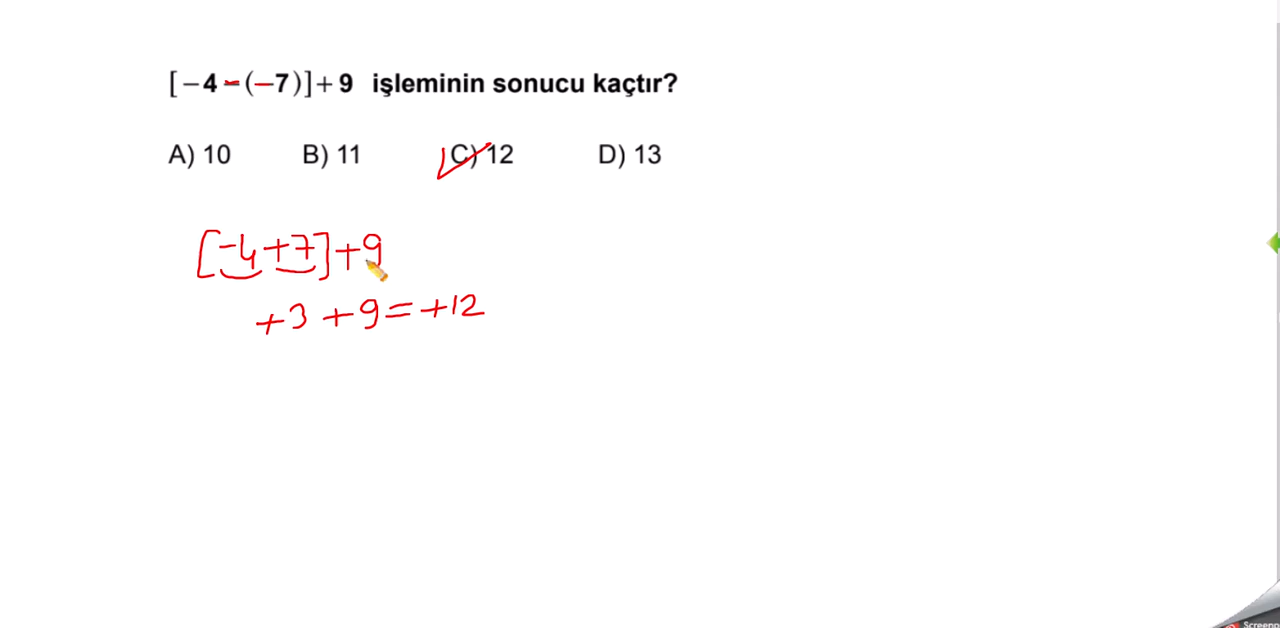 [−4−(−7)]+9 işleminin sonucu kaçtır?
A) 10 B) 11 C) 12 D) 13
[-4+7]+9
+3+9=+12